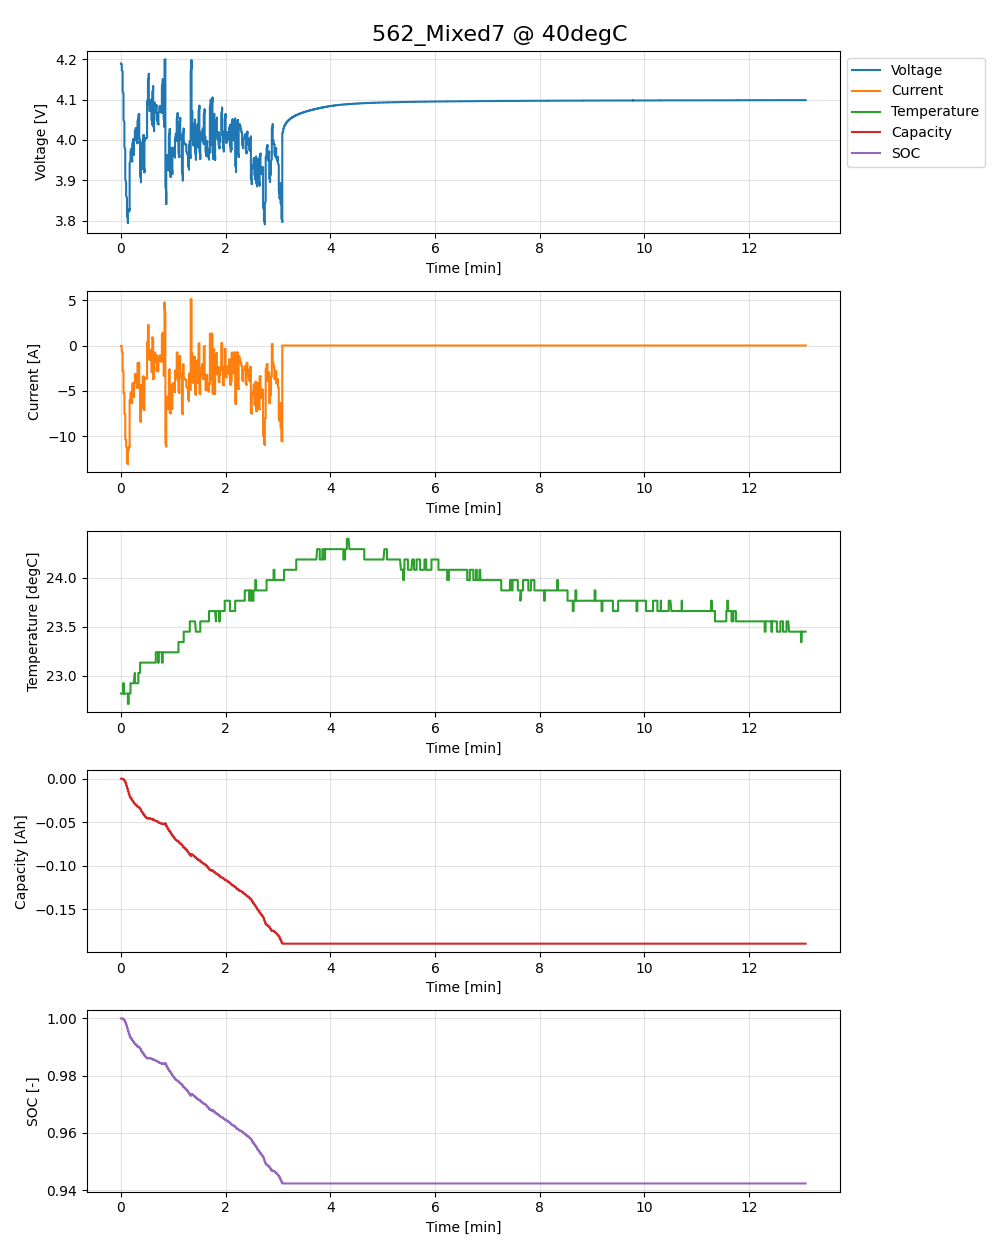 562_Mixed7 @ 40degC
Voltage
Current
Temperature
Capacity
SOC
Voltage [V]
4.2
4.1
4.0
3.9
3.8
0 2 4 6 8 10 12
Time [min]
Current [A]
5
0
−5
−10
0 2 4 6 8 10 12
Time [min]
Temperature [degC]
24.0
23.5
23.0
0 2 4 6 8 10 12
Time [min]
Capacity [Ah]
0.00
−0.05
−0.10
−0.15
0 2 4 6 8 10 12
Time [min]
SOC [-]
1.00
0.98
0.96
0.94
0 2 4 6 8 10 12
Time [min]